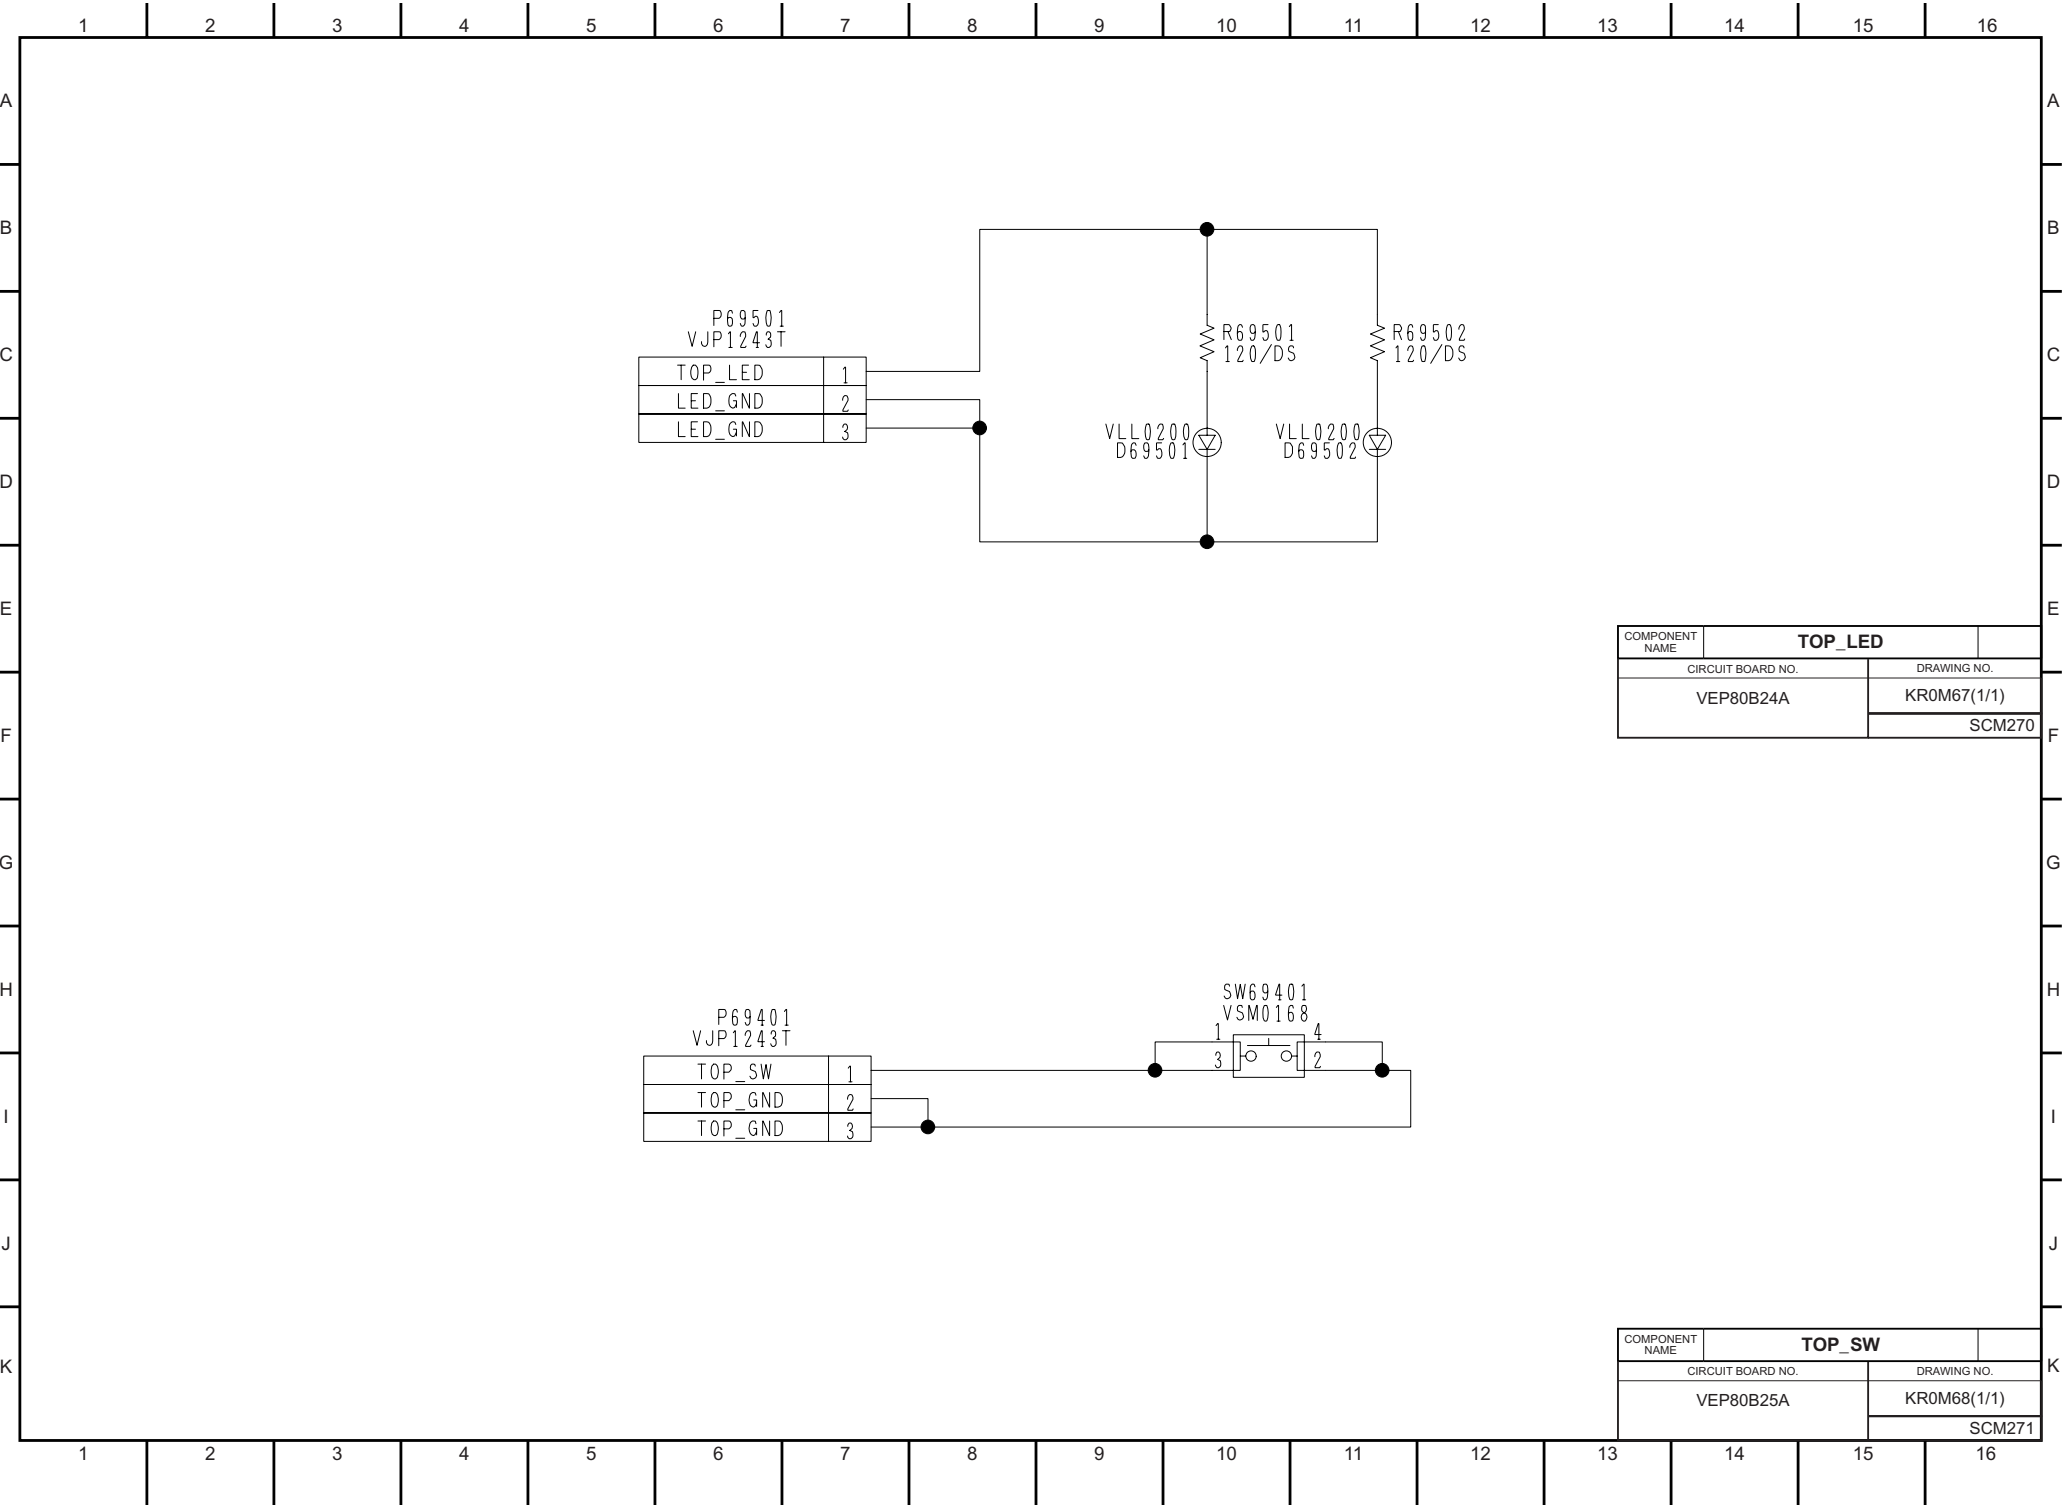 1 2 3 4 5 6 7 8 9 10 11 12 13 14 15 16
A A
B B
P69501
VJP1243T
R69501 R69502
120/DS 120/DS
C C
TOP_LED 1
LED_GND 2
LED_GND 3
VLL0200 VLL0200
D69501 D69502
D D
E E
COMPONENT NAME TOP_LED
CIRCUIT BOARD NO. DRAWING NO.
VEP80B24A KR0M67(1/1)
SCM270
F F
G G
H H
SW69401
VSM0168
P69401
VJP1243T
1 4
3 2
TOP_SW 1
TOP_GND 2
TOP_GND 3
I I
J J
COMPONENT NAME TOP_SW
K K
CIRCUIT BOARD NO. DRAWING NO.
VEP80B25A KR0M68(1/1)
SCM271
1 2 3 4 5 6 7 8 9 10 11 12 13 14 15 16